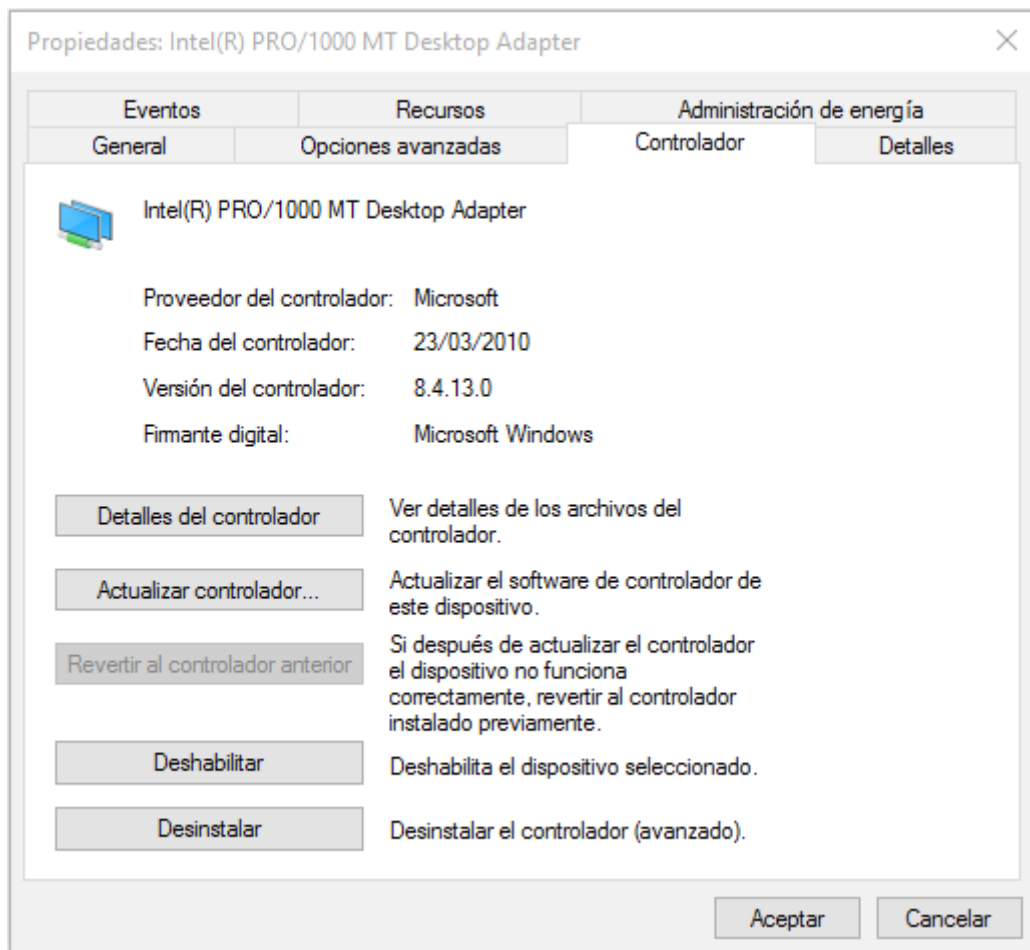 Propiedades: Intel(R) PRO/1000 MT Desktop Adapter
Eventos Recursos Administración de energía
General Opciones avanzadas Controlador Detalles
Intel(R) PRO/1000 MT Desktop Adapter
Proveedor del controlador: Microsoft
Fecha del controlador: 23/03/2010
Versión del controlador: 8.4.13.0
Firmante digital: Microsoft Windows
Detalles del controlador
Ver detalles de los archivos del
controlador.
Actualizar controlador...
Actualizar el software de controlador de
este dispositivo.
Revertir al controlador anterior
Si después de actualizar el controlador
el dispositivo no funciona
correctamente, revertir al controlador
instalado previamente.
Deshabilitar
Deshabilita el dispositivo seleccionado.
Desinstalar
Desinstalar el controlador (avanzado).
Aceptar Cancelar